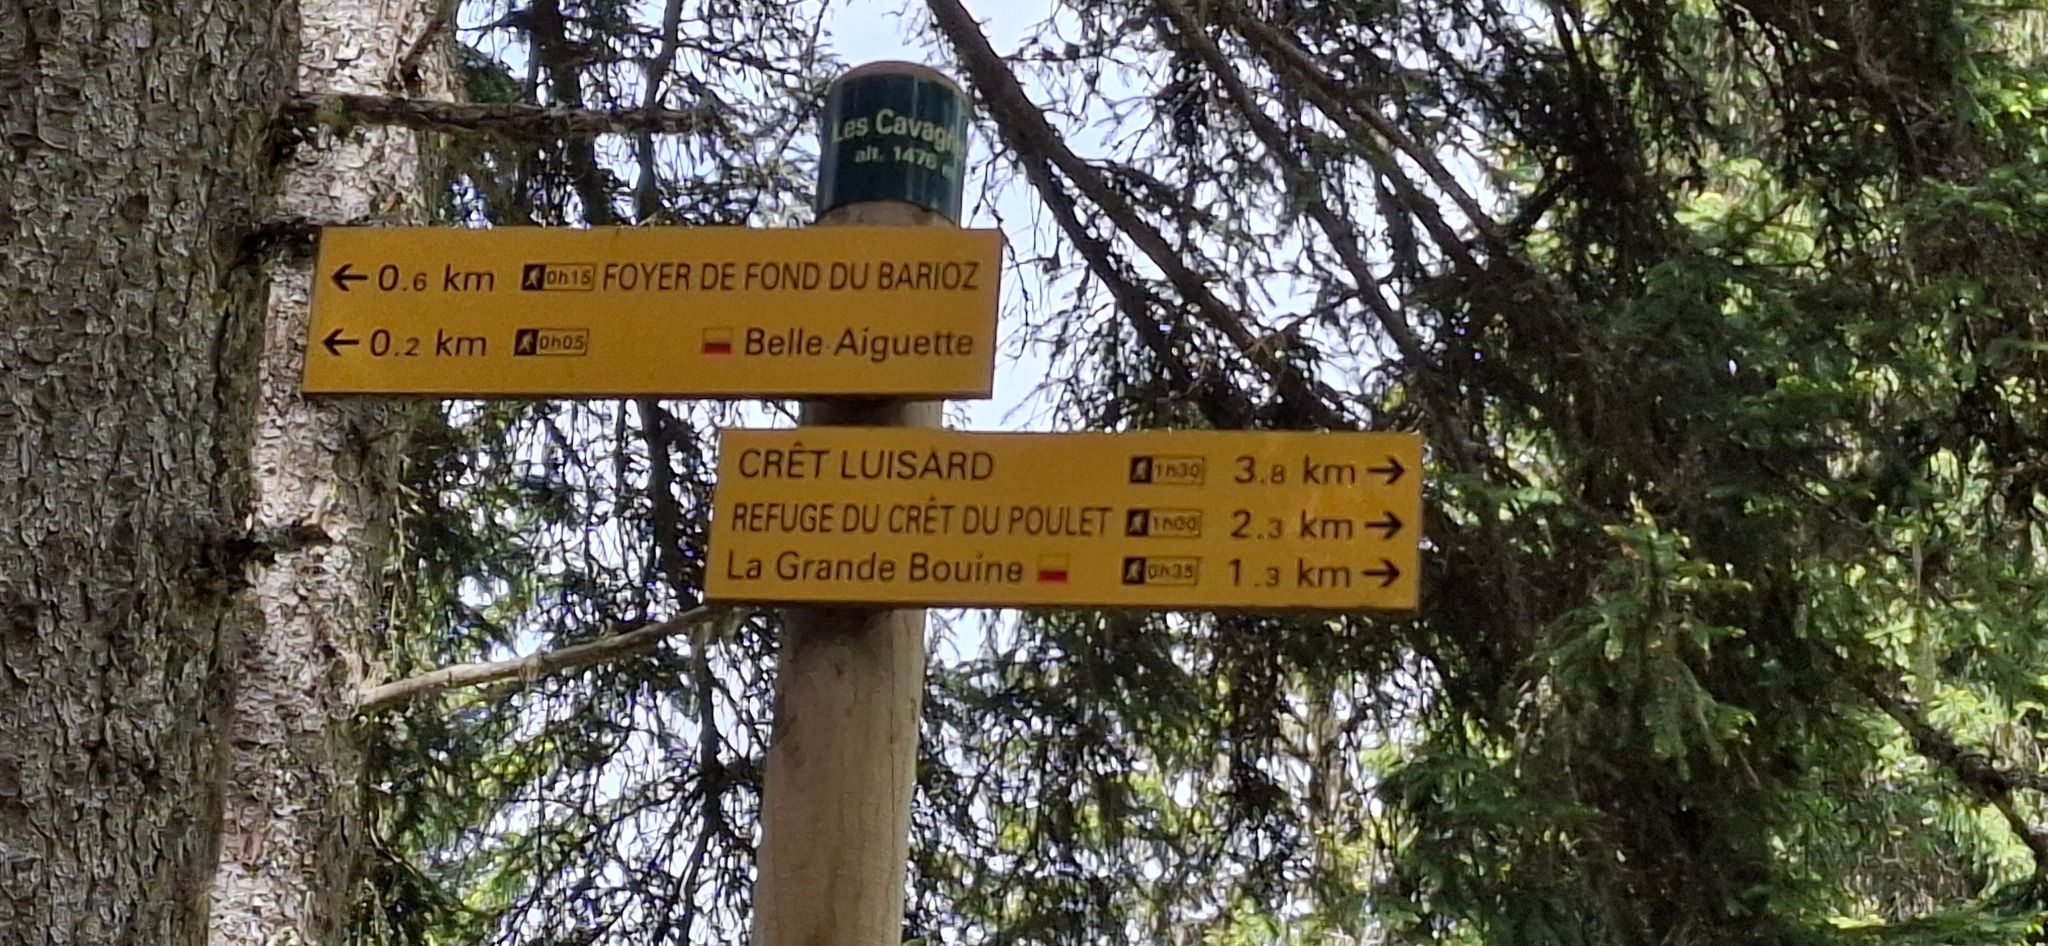 Les
alt. 1476 m
← 0.6 km 0h15 FOYER DE FOND DU BARIOZ
← 0.2 km 0h05 Belle Aiguette
CRÊT LUISARD 1h30 3.8 km →
REFUGE DU CRÊT DU POULET 1h00 2.3 km →
La Grande Bouine 0h35 1.3 km →